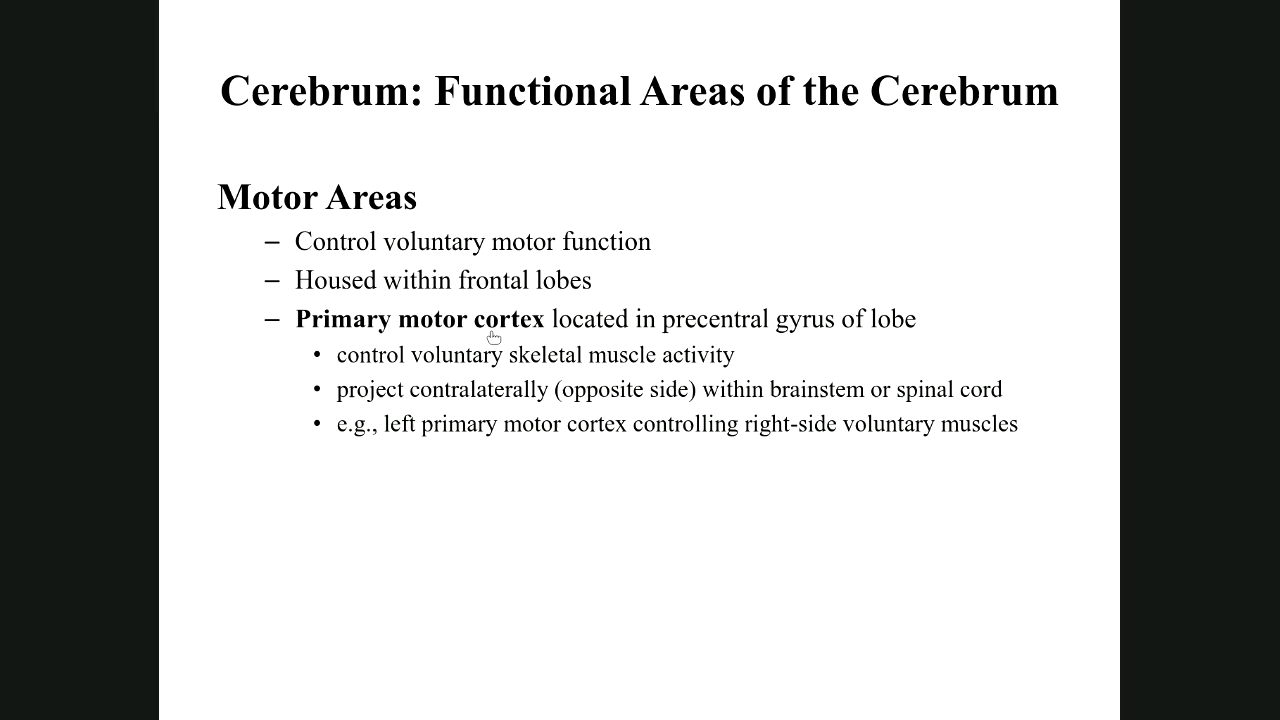 Cerebrum: Functional Areas of the Cerebrum
Motor Areas
– Control voluntary motor function
– Housed within frontal lobes
– Primary motor cortex located in precentral gyrus of lobe
• control voluntary skeletal muscle activity
• project contralaterally (opposite side) within brainstem or spinal cord
• e.g., left primary motor cortex controlling right-side voluntary muscles